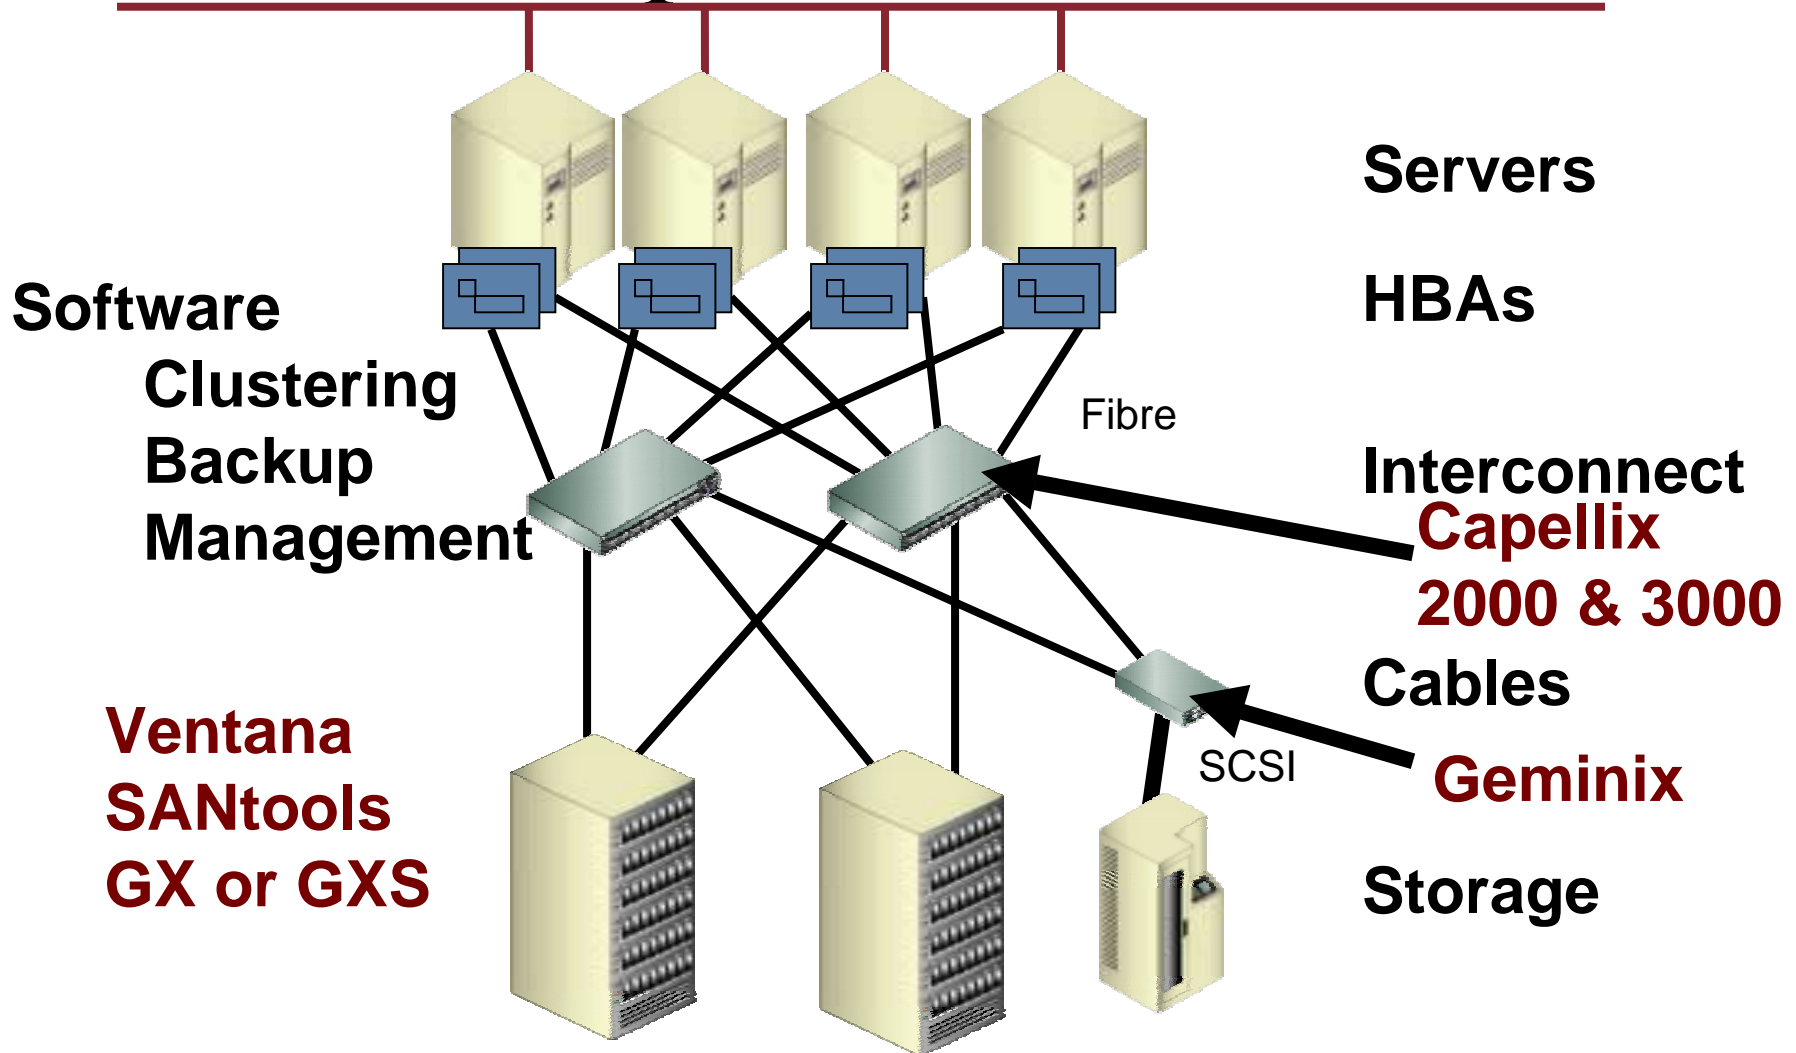 Servers
HBAs
Software
Clustering
Backup
Management
Fibre
Interconnect
Capellix
2000 & 3000
Cables
Geminix
SCSI
Ventana
SANtools
GX or GXS
Storage